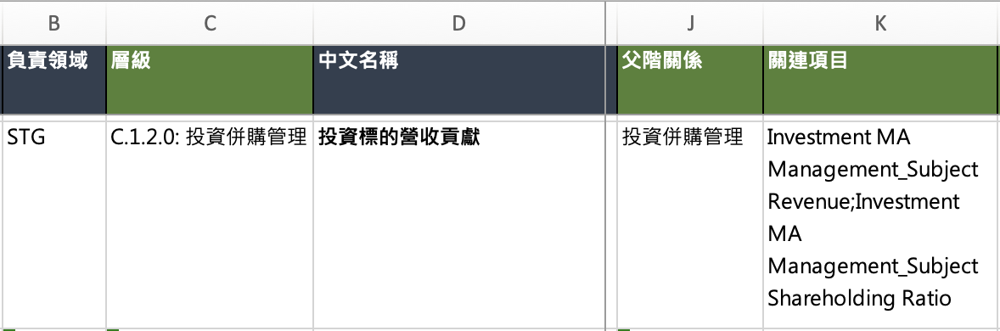 B C D J K
負責領域 層級 中文名稱 父階關係 關連項目
STG C.1.2.0: 投資併購管理 投資標的營收貢獻 投資併購管理 Investment MA
Management_Subject
Revenue;Investment
MA
Management_Subject
Shareholding Ratio